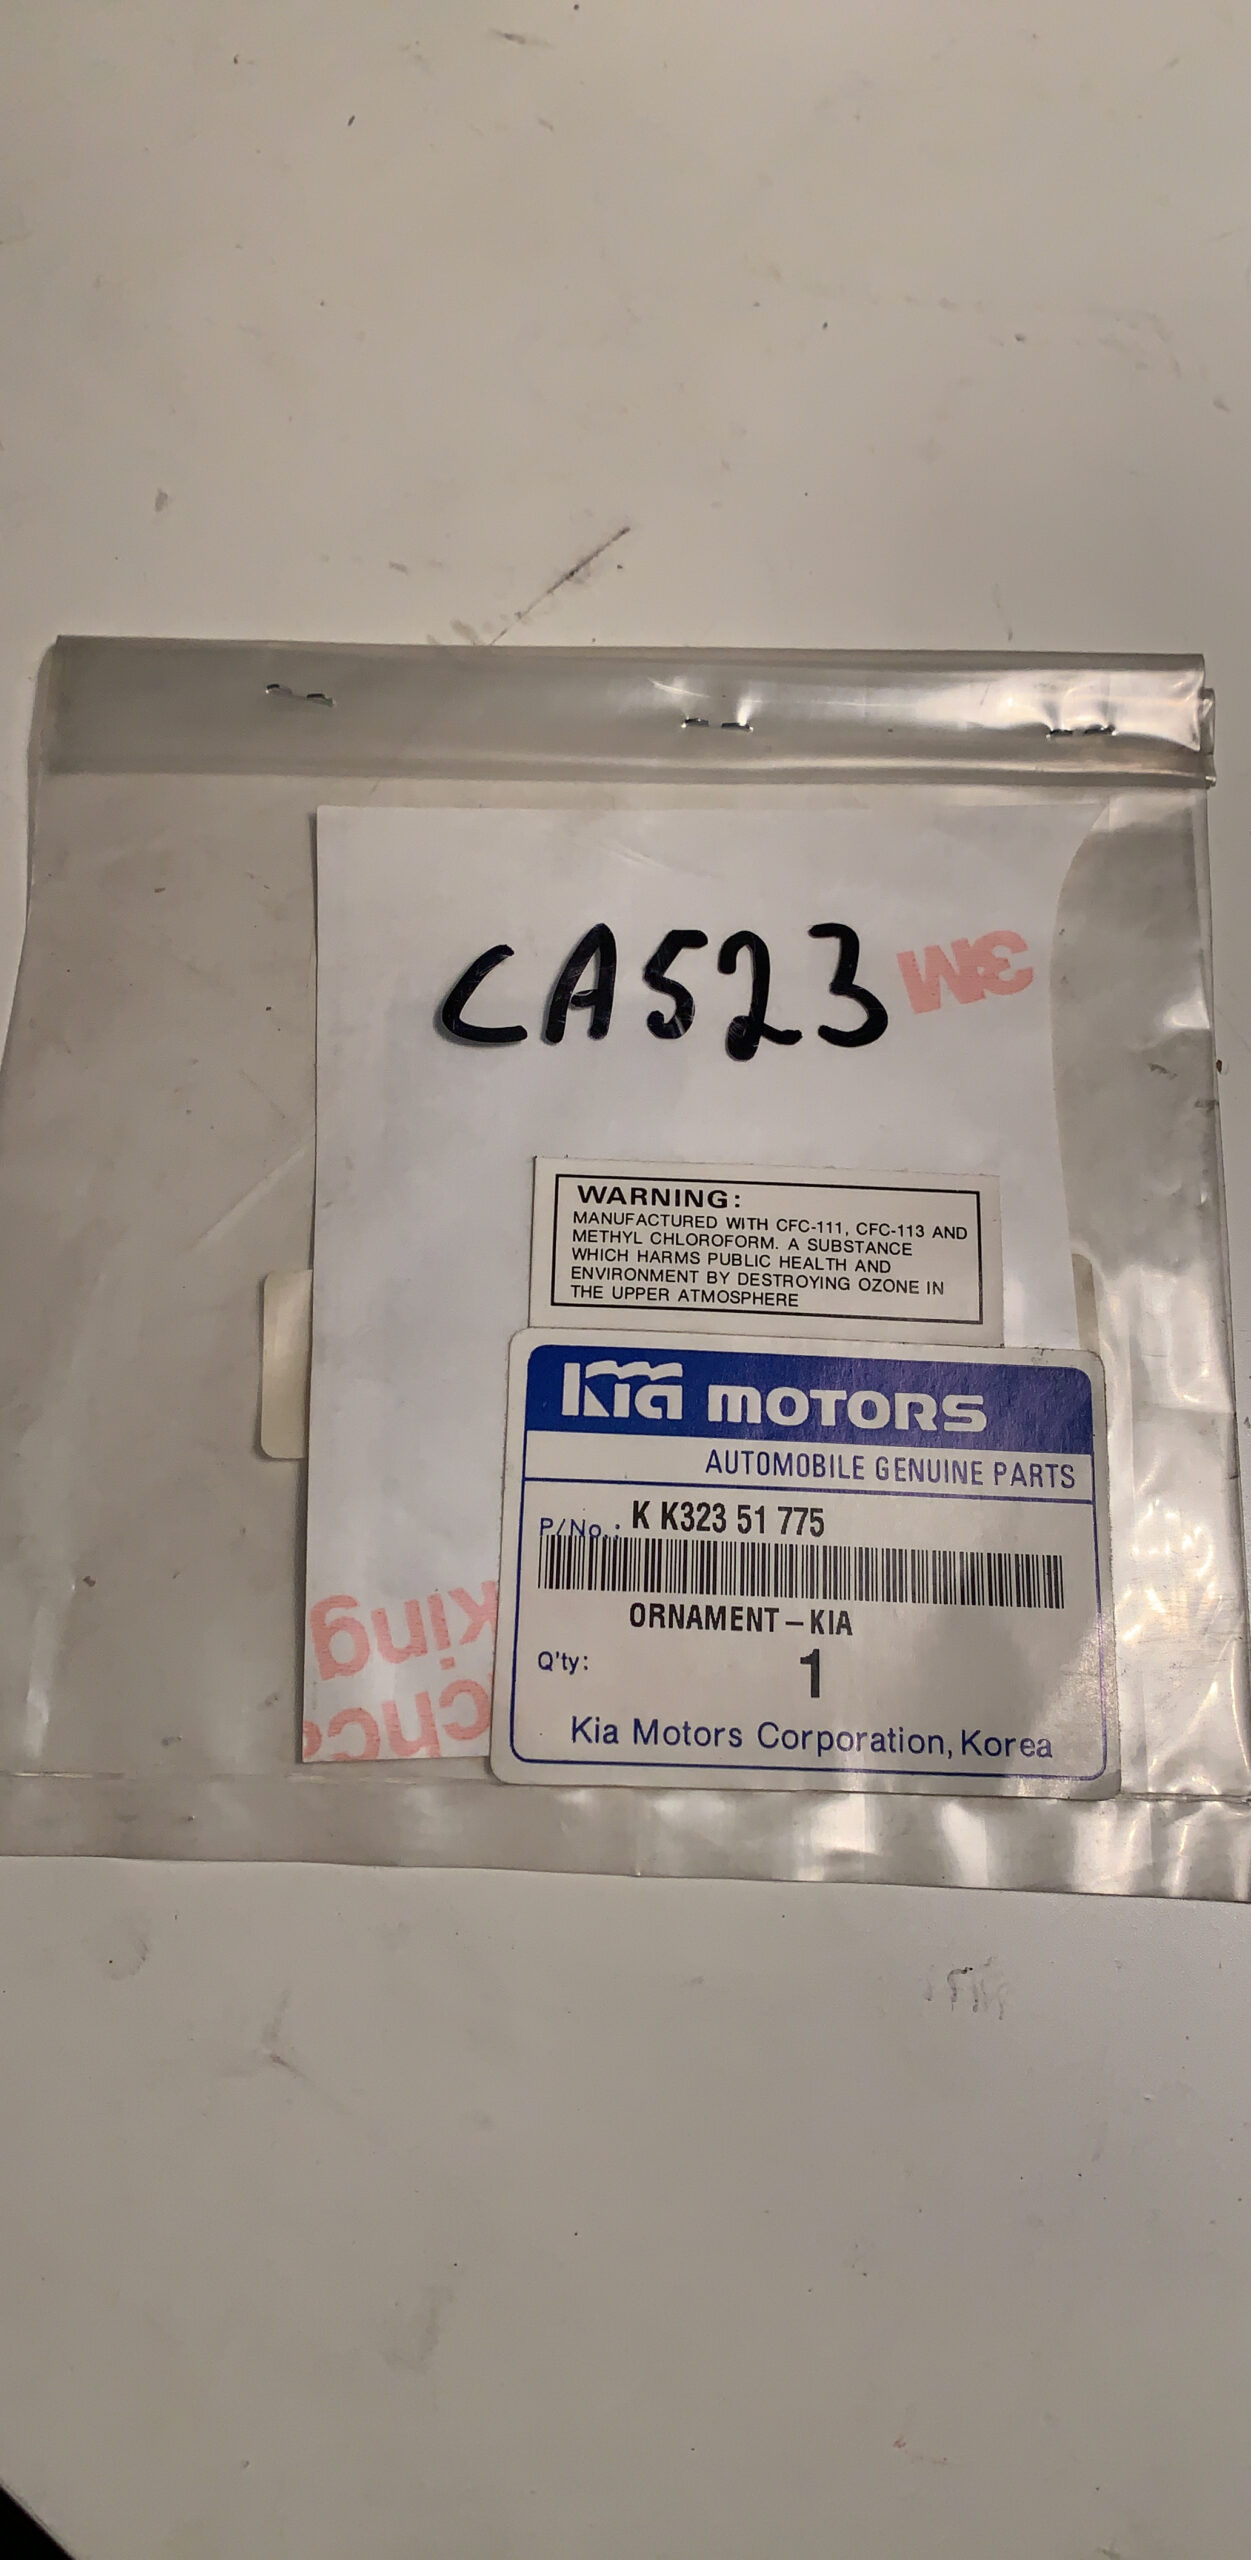 CA523
3M
WARNING:
MANUFACTURED WITH CFC-111, CFC-113 AND
METHYL CHLOROFORM. A SUBSTANCE
WHICH HARMS PUBLIC HEALTH AND
ENVIRONMENT BY DESTROYING OZONE IN
THE UPPER ATMOSPHERE
KIA MOTORS
AUTOMOBILE GENUINE PARTS
P/No.: K K323 51 775
ORNAMENT-KIA
Q'ty: 1
Kia Motors Corporation, Korea
king